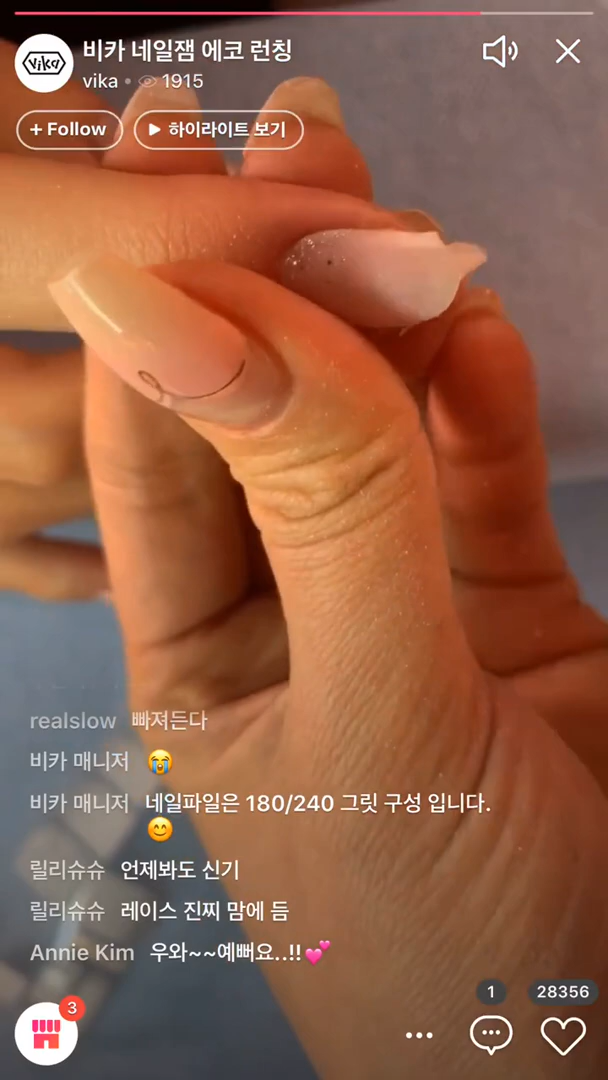 비카 네일잼 에코 런칭
vika
vika • 1915
+ Follow
하이라이트 보기
realslow 빠져든다
비카 매니저 😭
비카 매니저 네일파일은 180/240 그릿 구성 입니다.
😊
릴리슈슈 언제봐도 신기
릴리슈슈 레이스 진찌 맘에 듬
Annie Kim 우와~~예뻐요..!!💕
3
1
28356